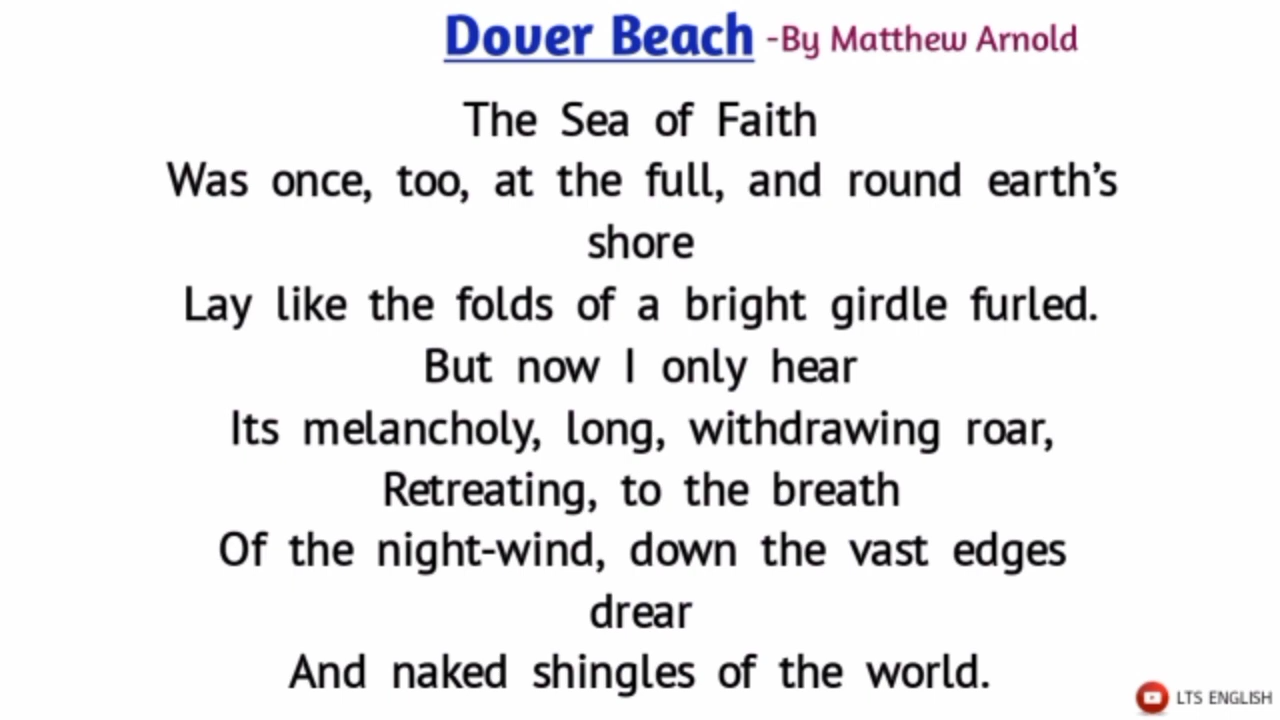 Dover Beach -By Matthew Arnold
The Sea of Faith
Was once, too, at the full, and round earth’s
shore
Lay like the folds of a bright girdle furled.
But now I only hear
Its melancholy, long, withdrawing roar,
Retreating, to the breath
Of the night-wind, down the vast edges
drear
And naked shingles of the world.
LTS ENGLISH